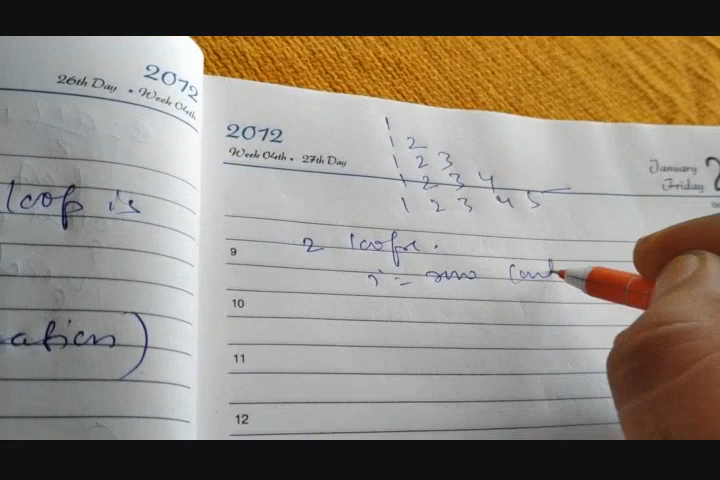 2012
26th Day • Week 04th
loop is
2012
Week 04th • 27th Day
January
Friday
1
1 2
1 2 3
1 2 3 4
1 2 3 4 5
9
2 loops.
i =
10
11
12